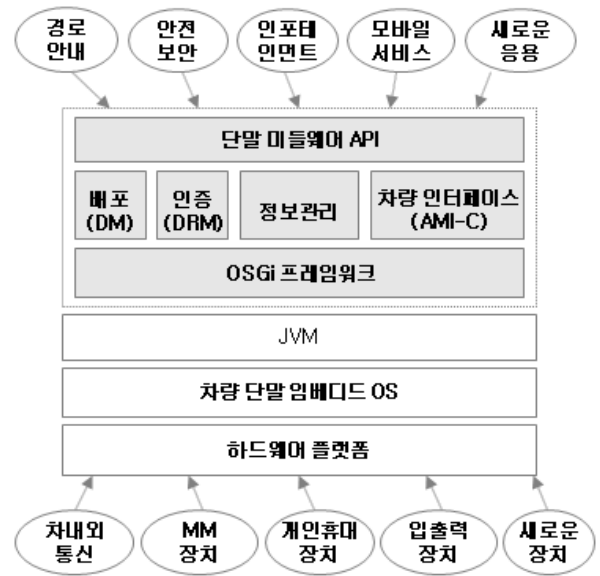 경로
안내
안전
보안
인포테
인먼트
모바일
서비스
새로운
응용
단말 미들웨어 API
배포
(DM)
인증
(DRM)
정보관리
차량 인터페이스
(AMI-C)
OSGi 프레임워크
JVM
차량 단말 임베디드 OS
하드웨어 플랫폼
차내외
통신
MM
장치
개인휴대
장치
입출력
장치
새로운
장치